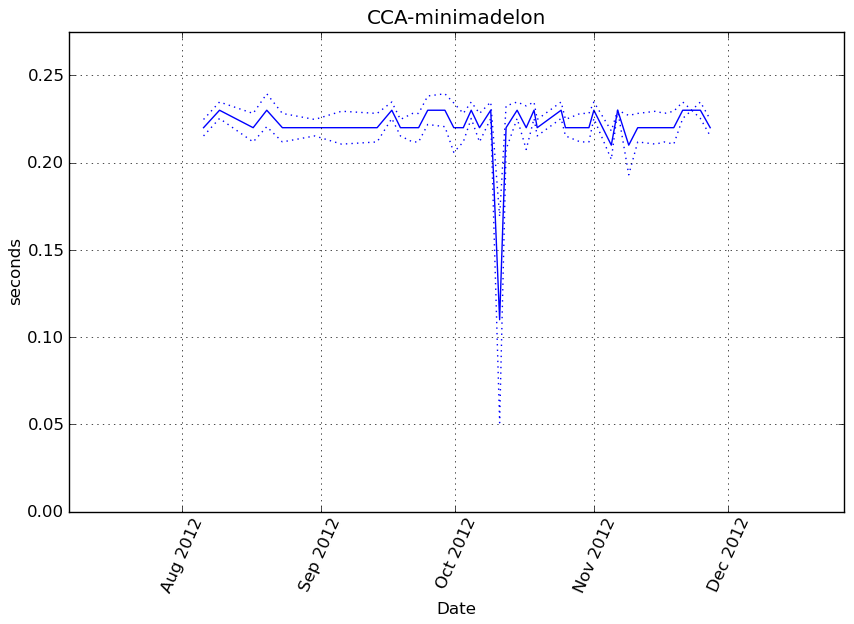 CCA-minimadelon
0.25
0.20
0.15
0.10
0.05
0.00
seconds
Aug 2012
Sep 2012
Oct 2012
Nov 2012
Dec 2012
Date